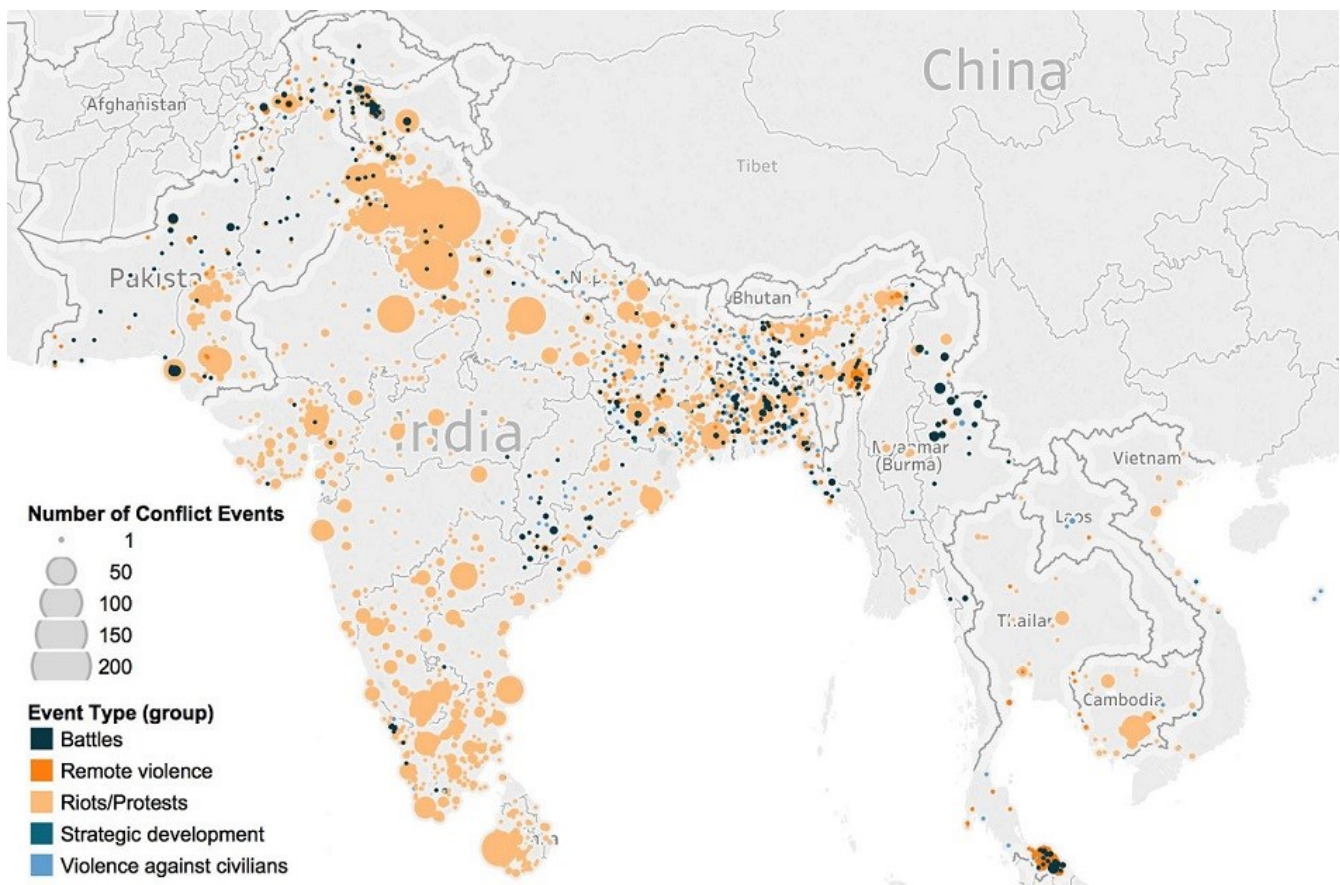 China
Afghanistan
Tibet
Pakista
Bhutan
India
Myanmar
(Burma)
Vietnam
Laos
Thailan
Cambodia
Number of Conflict Events
1
50
100
150
200
Event Type (group)
Battles
Remote violence
Riots/Protests
Strategic development
Violence against civilians